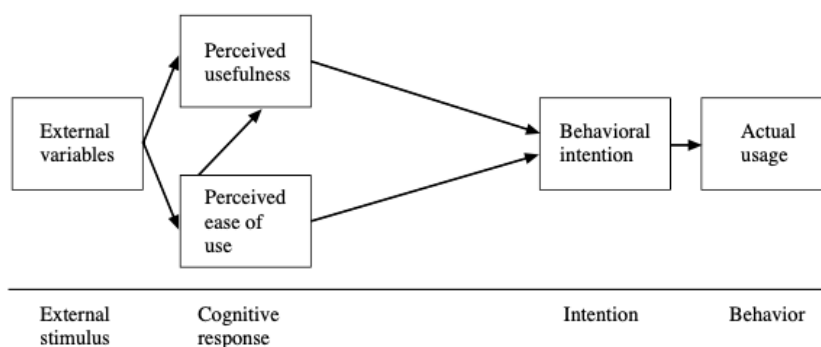 Perceived
usefulness
External
variables
Perceived
ease of
use
Behavioral
intention
Actual
usage
External
stimulus
Cognitive
response
Intention
Behavior